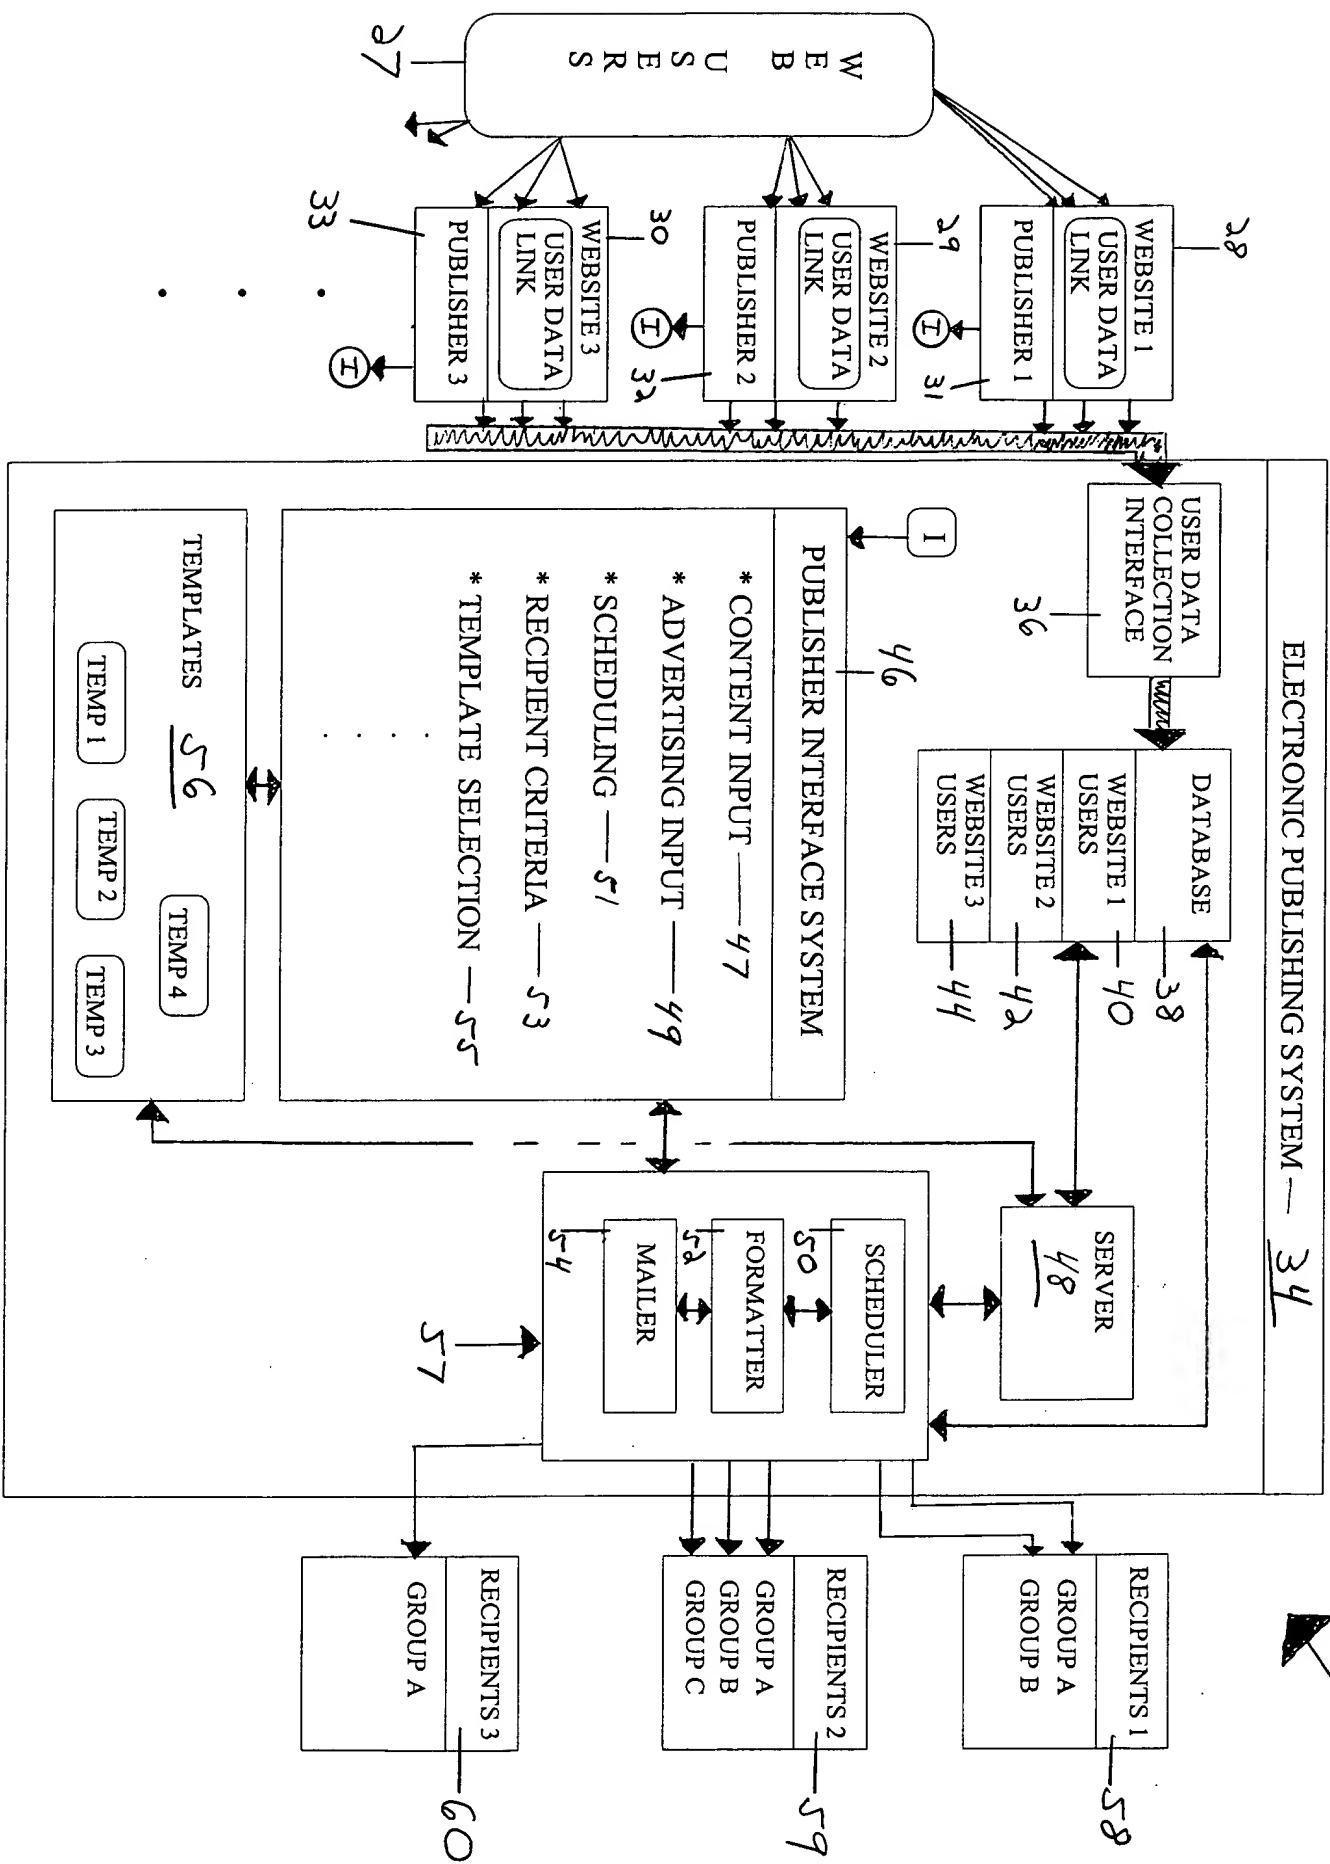 ELECTRONIC PUBLISHING SYSTEM — 34
WEB USERS
27
WEBSITE 1
USER DATA
LINK
PUBLISHER 1
28
31
I
WEBSITE 2
USER DATA
LINK
PUBLISHER 2
29
32
I
WEBSITE 3
USER DATA
LINK
PUBLISHER 3
30
33
I
. . .
USER DATA
COLLECTION
INTERFACE
36
DATABASE
38
WEBSITE 1
USERS
40
WEBSITE 2
USERS
42
WEBSITE 3
USERS
44
SERVER
48
I
46
PUBLISHER INTERFACE SYSTEM
* CONTENT INPUT — 47
* ADVERTISING INPUT — 49
* SCHEDULING — 51
* RECIPIENT CRITERIA — 53
* TEMPLATE SELECTION — 55
. . . .
SCHEDULER
50
FORMATTER
52
MAILER
54
57
TEMPLATES 56
TEMP 4
TEMP 1
TEMP 2
TEMP 3
RECIPIENTS 1
GROUP A
GROUP B
58
RECIPIENTS 2
GROUP A
GROUP B
GROUP C
59
RECIPIENTS 3
GROUP A
60